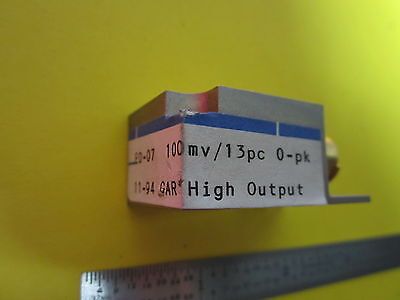 20-07 100 mv/13pc 0-pk
11-94 GAR* High Output